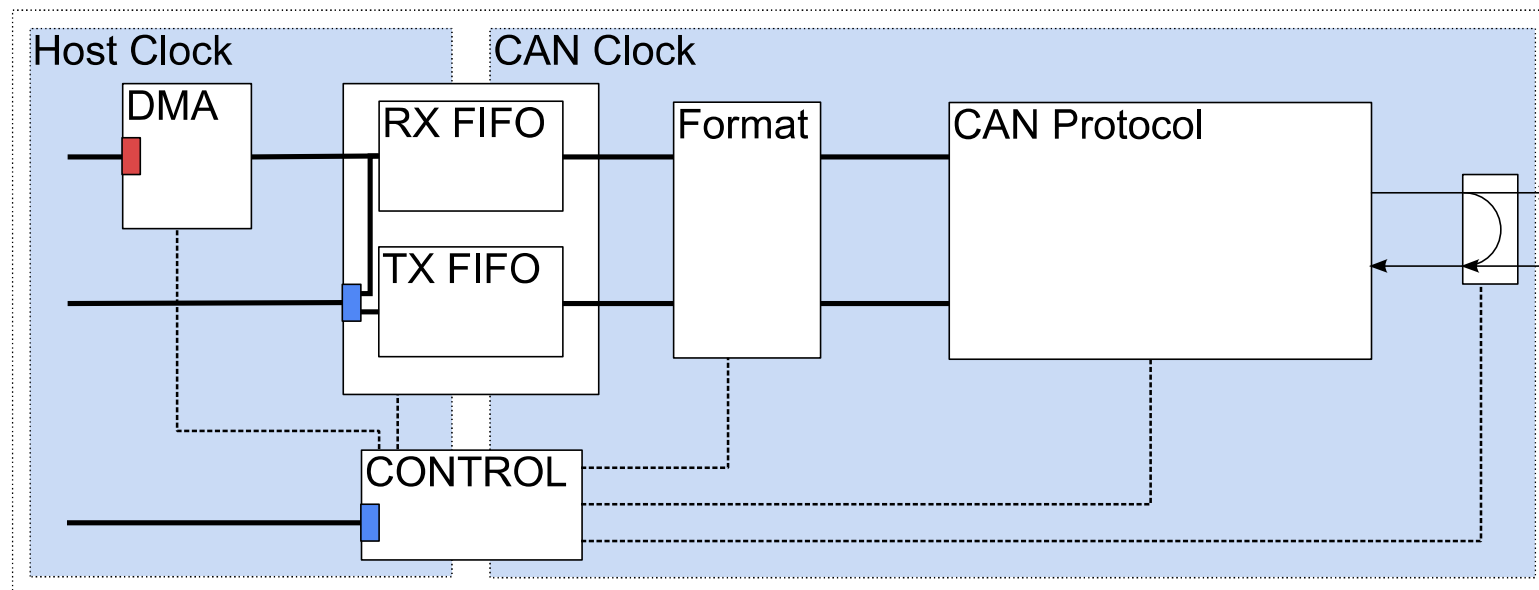 Host Clock
CAN Clock
DMA
RX FIFO
Format
CAN Protocol
TX FIFO
CONTROL